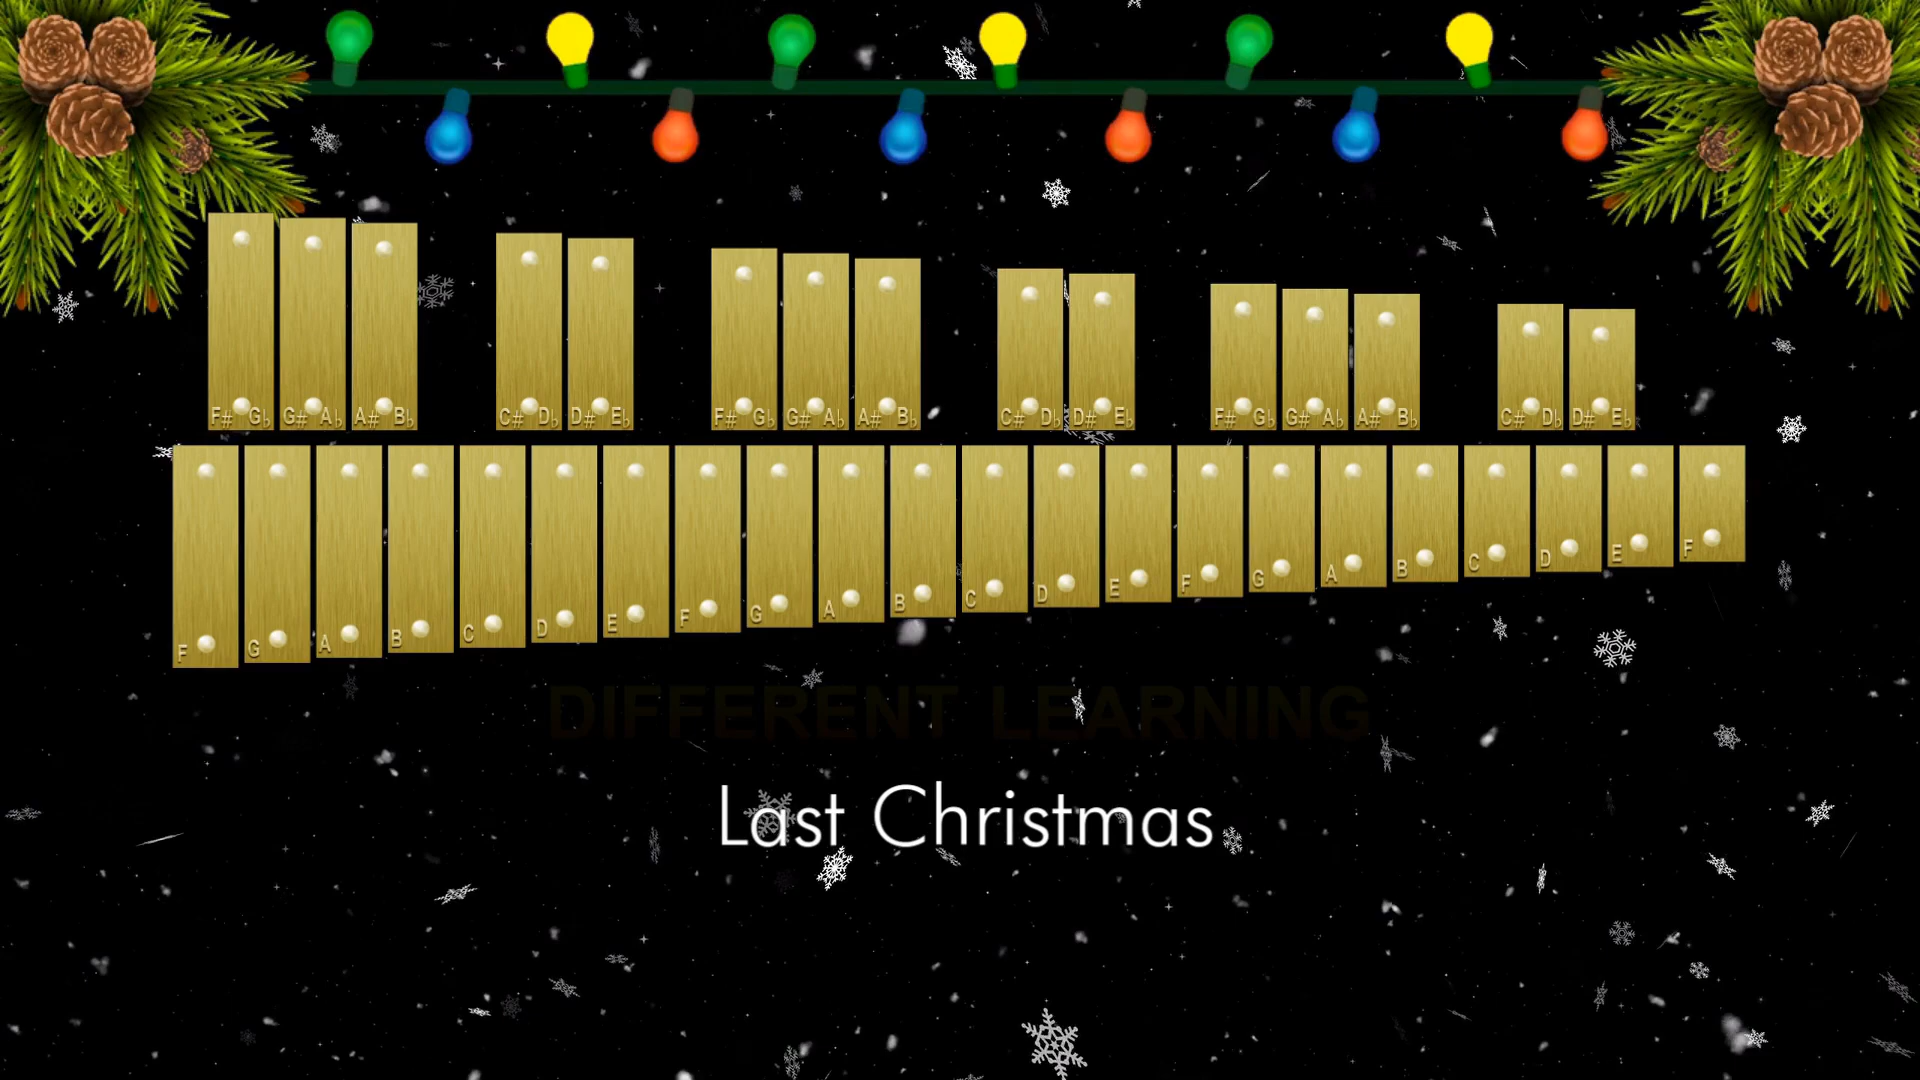 F# G♭ G# A♭ A# B♭ C# D♭ D# E♭ F# G♭ G# A♭ A# B♭ C# D♭ D# E♭ F# G♭ G# A♭ A# B♭ C# D♭ D# E♭
F G A B C D E F G A B C D E F G A B C D E F
DIFFERENT LEARNING
Last Christmas